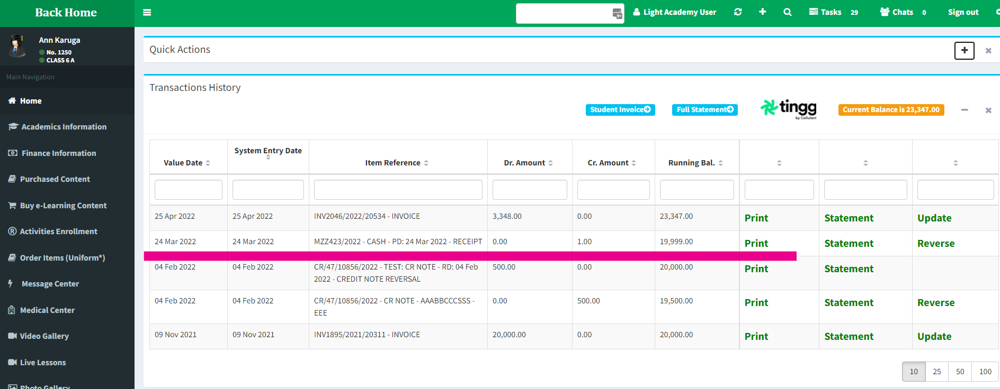 Back Home
9+
Light Academy User
Tasks 29
Chats 0
Sign out
Ann Karuga
No. 1250
CLASS 6 A
Main Navigation
Home
Academics Information
Finance Information
Purchased Content
Buy e-Learning Content
Activities Enrollment
Order Items (Uniform*)
Message Center
Medical Center
Video Gallery
Live Lessons
Photo Gallery
Quick Actions
Transactions History
Student Invoice
Full Statement
tingg
by Cellulant
Current Balance is 23,347.00
Value Date System Entry Date Item Reference Dr. Amount Cr. Amount Running Bal.
25 Apr 2022 25 Apr 2022 INV2046/2022/20534 - INVOICE 3,348.00 0.00 23,347.00 Print Statement Update
24 Mar 2022 24 Mar 2022 MZZ423/2022 - CASH - PD: 24 Mar 2022 - RECEIPT 0.00 1.00 19,999.00 Print Statement Reverse
04 Feb 2022 04 Feb 2022 CR/47/10856/2022 - TEST: CR NOTE - RD: 04 Feb 500.00 0.00 20,000.00 Print Statement
2022 - CREDIT NOTE REVERSAL
04 Feb 2022 04 Feb 2022 CR/47/10856/2022 - CR NOTE - AAABBCCCSSS - 0.00 500.00 19,500.00 Print Statement Reverse
EEE
09 Nov 2021 09 Nov 2021 INV1895/2021/20311 - INVOICE 20,000.00 0.00 20,000.00 Print Statement Update
10 25 50 100